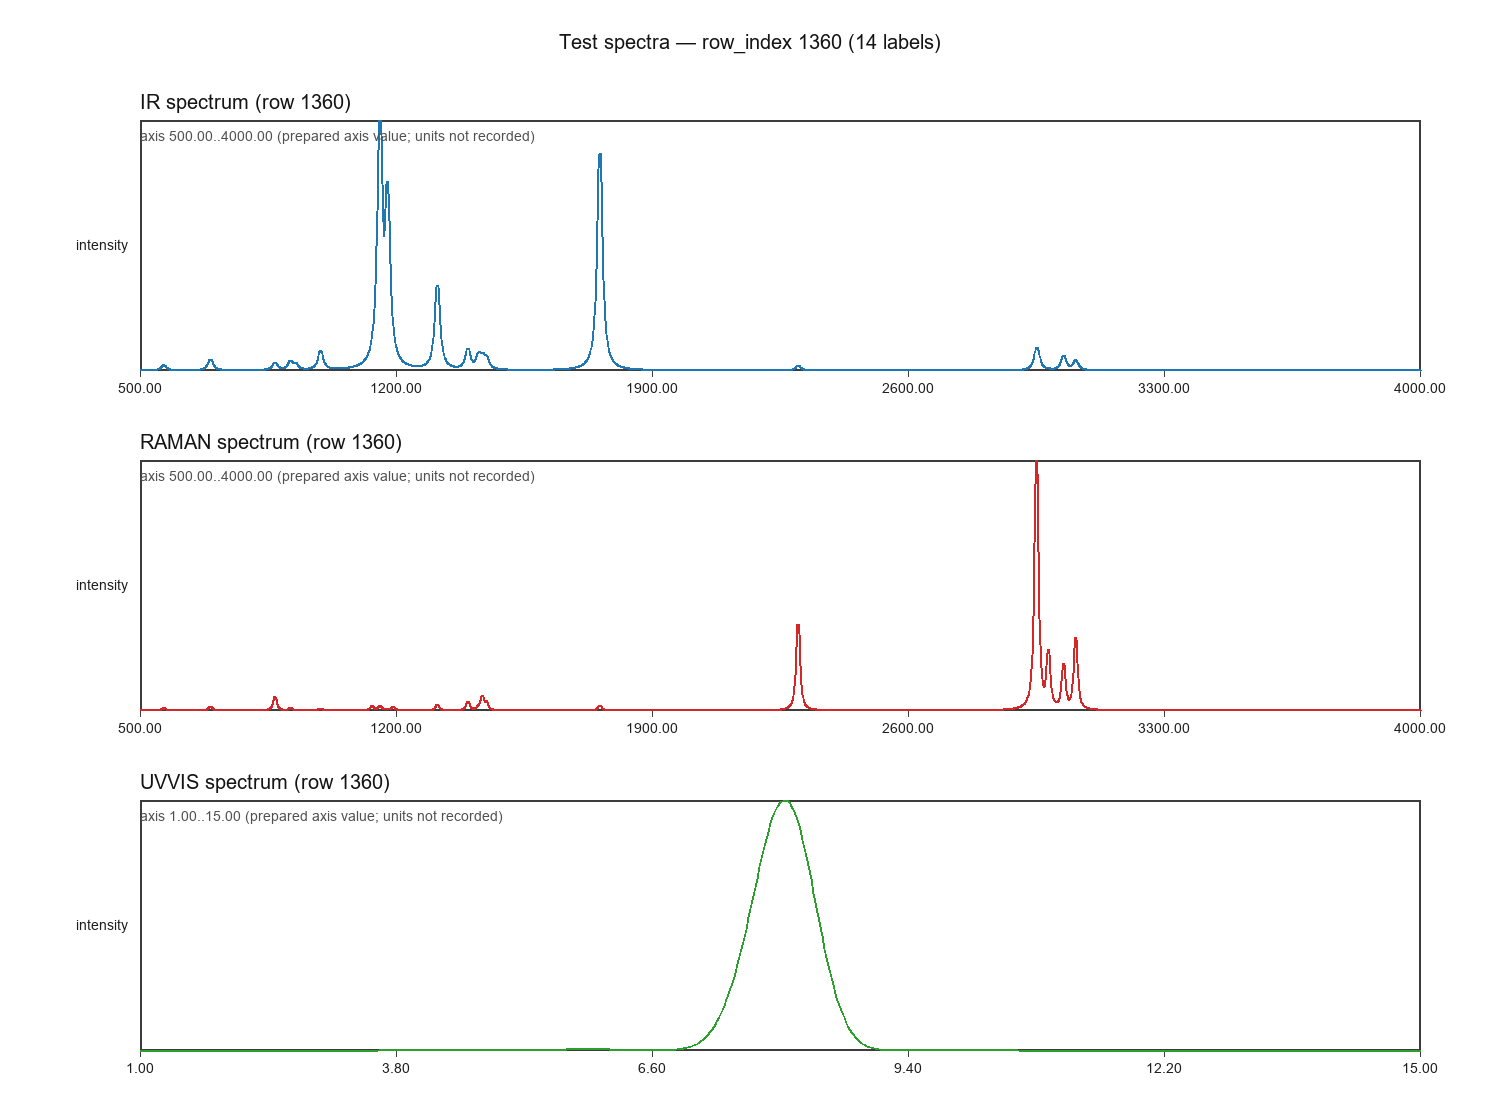 Test spectra — row_index 1360 (14 labels)
IR spectrum (row 1360)
axis 500.00..4000.00 (prepared axis value; units not recorded)
intensity
500.00 1200.00 1900.00 2600.00 3300.00 4000.00
RAMAN spectrum (row 1360)
axis 500.00..4000.00 (prepared axis value; units not recorded)
intensity
500.00 1200.00 1900.00 2600.00 3300.00 4000.00
UVVIS spectrum (row 1360)
axis 1.00..15.00 (prepared axis value; units not recorded)
intensity
1.00 3.80 6.60 9.40 12.20 15.00